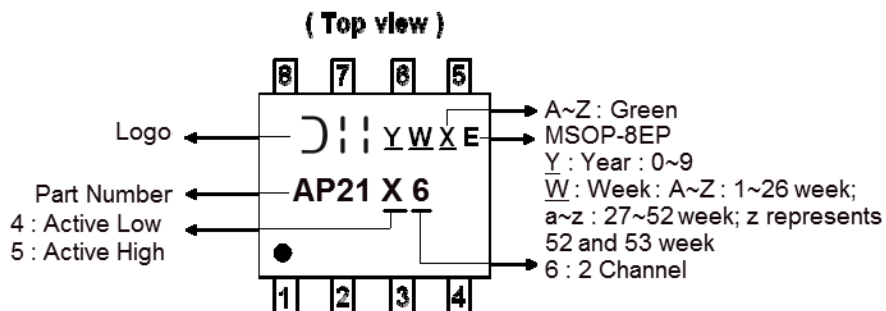 ( Top view )
8 7 6 5
Logo
Y W X E
A~Z : Green
MSOP-8EP
Y : Year : 0~9
W : Week : A~Z : 1~26 week;
a~z : 27~52 week; z represents
52 and 53 week
6 : 2 Channel
Part Number
AP21 X 6
4 : Active Low
5 : Active High
1 2 3 4